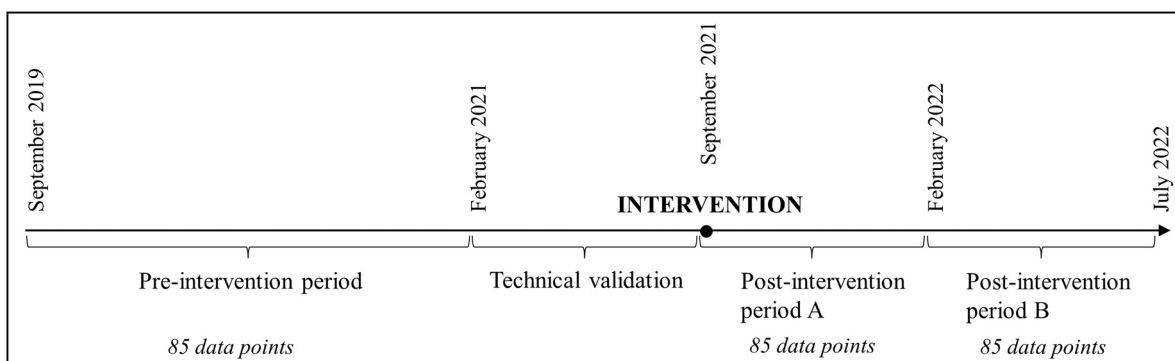 September 2019
February 2021
September 2021
February 2022
July 2022
INTERVENTION
Pre-intervention period
Technical validation
Post-intervention
period A
Post-intervention
period B
85 data points
85 data points
85 data points